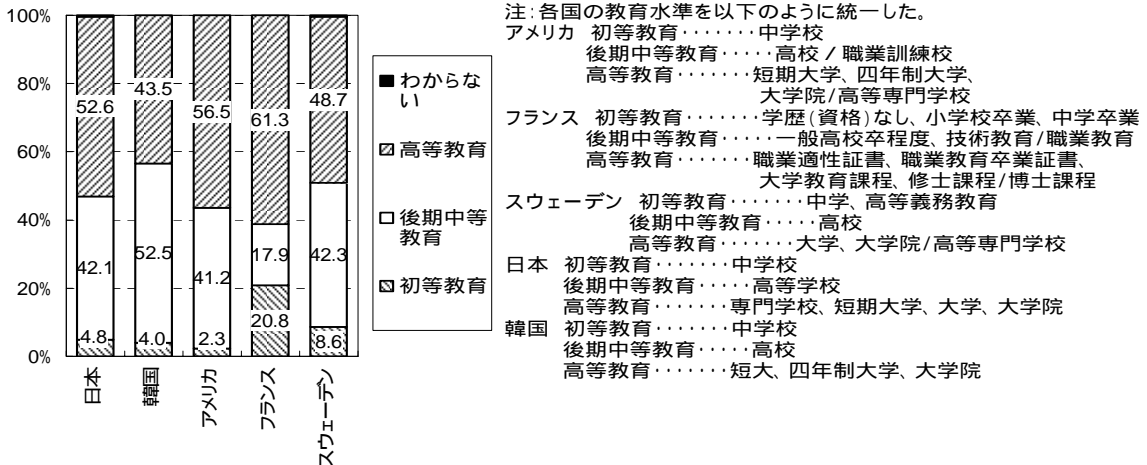 100%
80%
60%
40%
20%
0%
52.6
42.1
4.8
43.5
52.5
4.0
56.5
41.2
2.3
61.3
17.9
20.8
48.7
42.3
8.6
日本
韓国
アメリカ
フランス
スウェーデン
わからな
い
高等教育
後期中等
教育
初等教育
注:各国の教育水準を以下のように統一した。
アメリカ 初等教育・・・・・・・中学校
後期中等教育・・・・・高校/職業訓練校
高等教育・・・・・・・短期大学、四年制大学、
大学院/高等専門学校
フランス 初等教育・・・・・・・学歴(資格)なし、小学校卒業、中学卒業
後期中等教育・・・・・一般高校卒程度、技術教育/職業教育
高等教育・・・・・・・職業適性証書、職業教育卒業証書、
大学教育課程、修士課程/博士課程
スウェーデン 初等教育・・・・・・・中学、高等義務教育
後期中等教育・・・・・高校
高等教育・・・・・・・大学、大学院/高等専門学校
日本 初等教育・・・・・・・中学校
後期中等教育・・・・・高等学校
高等教育・・・・・・・専門学校、短期大学、大学、大学院
韓国 初等教育・・・・・・・中学校
後期中等教育・・・・・高校
高等教育・・・・・・・短大、四年制大学、大学院